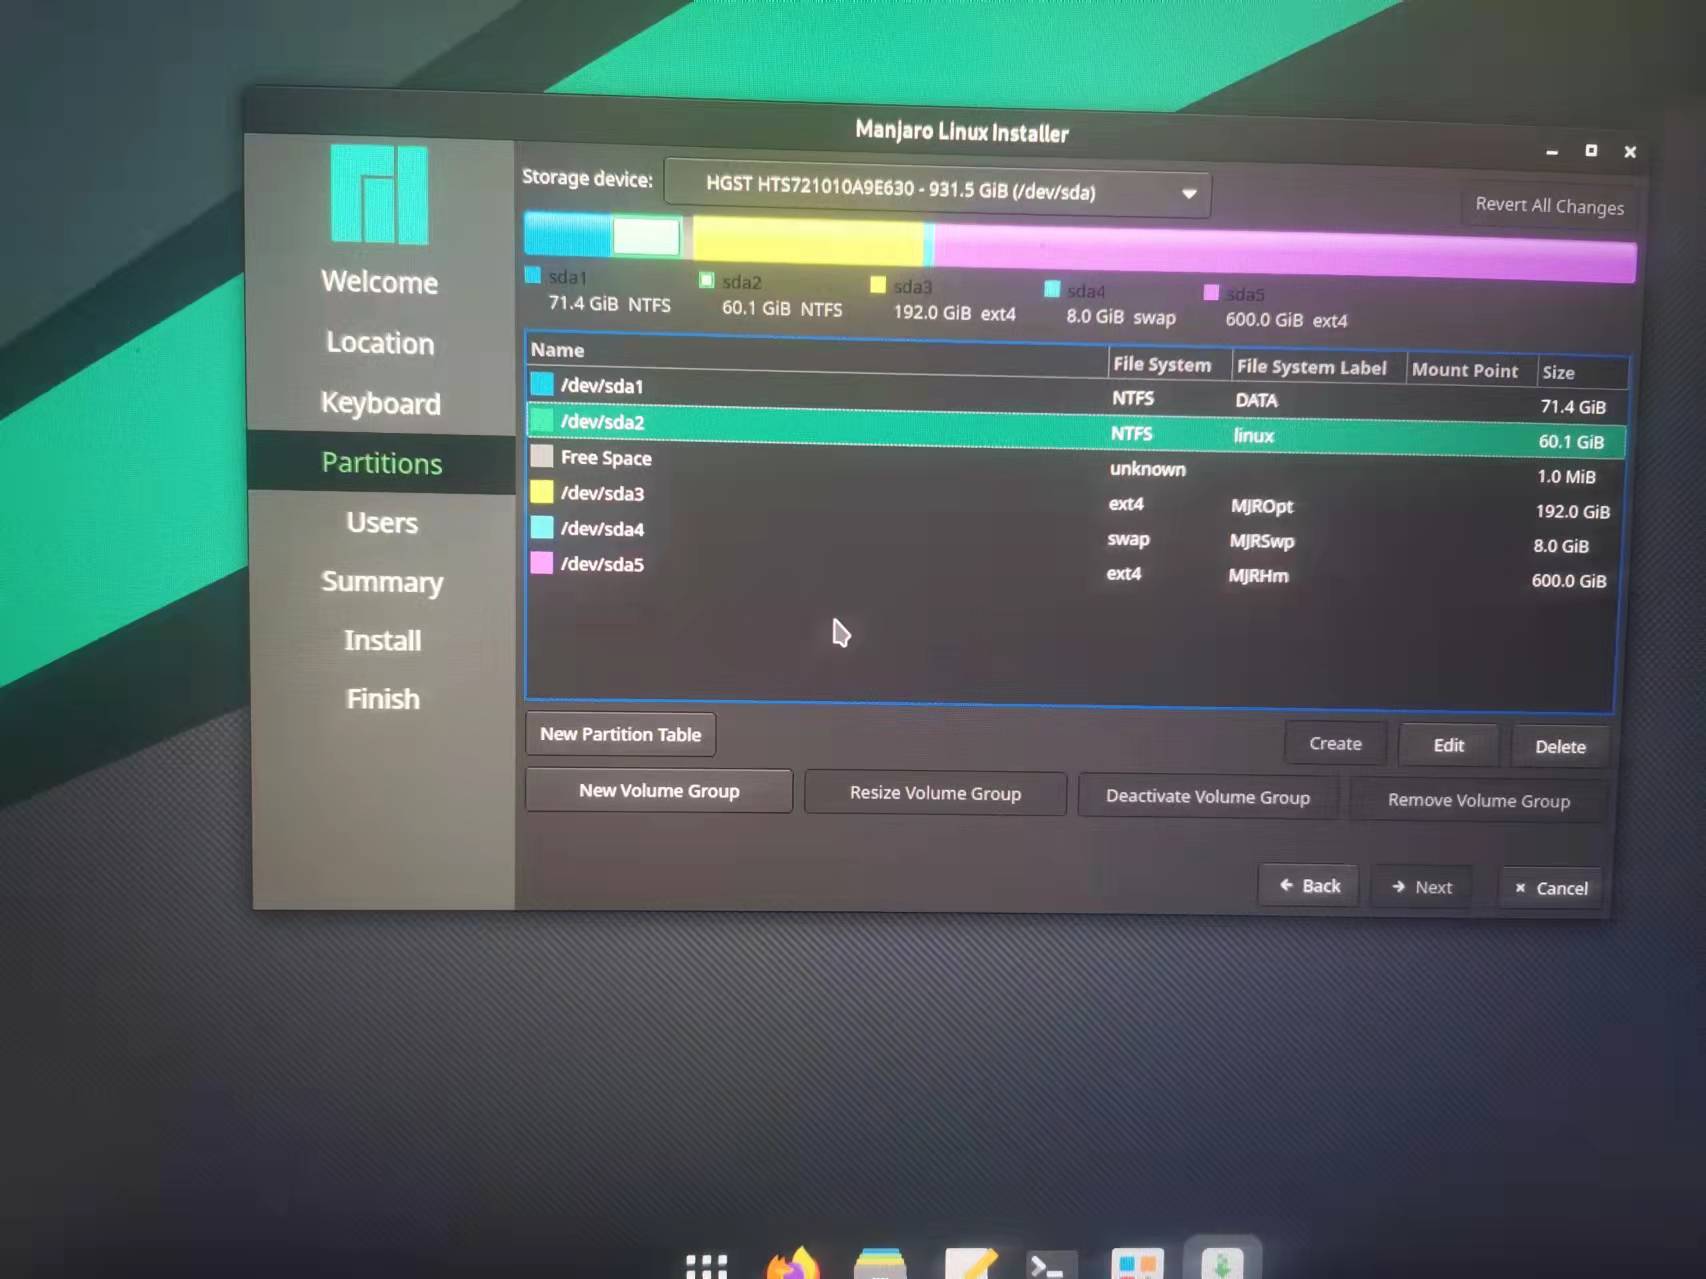 Manjaro Linux Installer
Storage device: HGST HTS721010A9E630 - 931.5 GiB (/dev/sda)
Revert All Changes
sda1 sda2 sda3 sda4 sda5
71.4 GiB NTFS 60.1 GiB NTFS 192.0 GiB ext4 8.0 GiB swap 600.0 GiB ext4
Welcome
Location
Keyboard
Partitions
Users
Summary
Install
Finish
Name File System File System Label Mount Point Size
/dev/sda1 NTFS DATA 71.4 GiB
/dev/sda2 NTFS linux 60.1 GiB
Free Space unknown 1.0 MiB
/dev/sda3 ext4 MJROpt 192.0 GiB
/dev/sda4 swap MJRSwp 8.0 GiB
/dev/sda5 ext4 MJRHm 600.0 GiB
New Partition Table Create Edit Delete
New Volume Group Resize Volume Group Deactivate Volume Group Remove Volume Group
Back Next Cancel